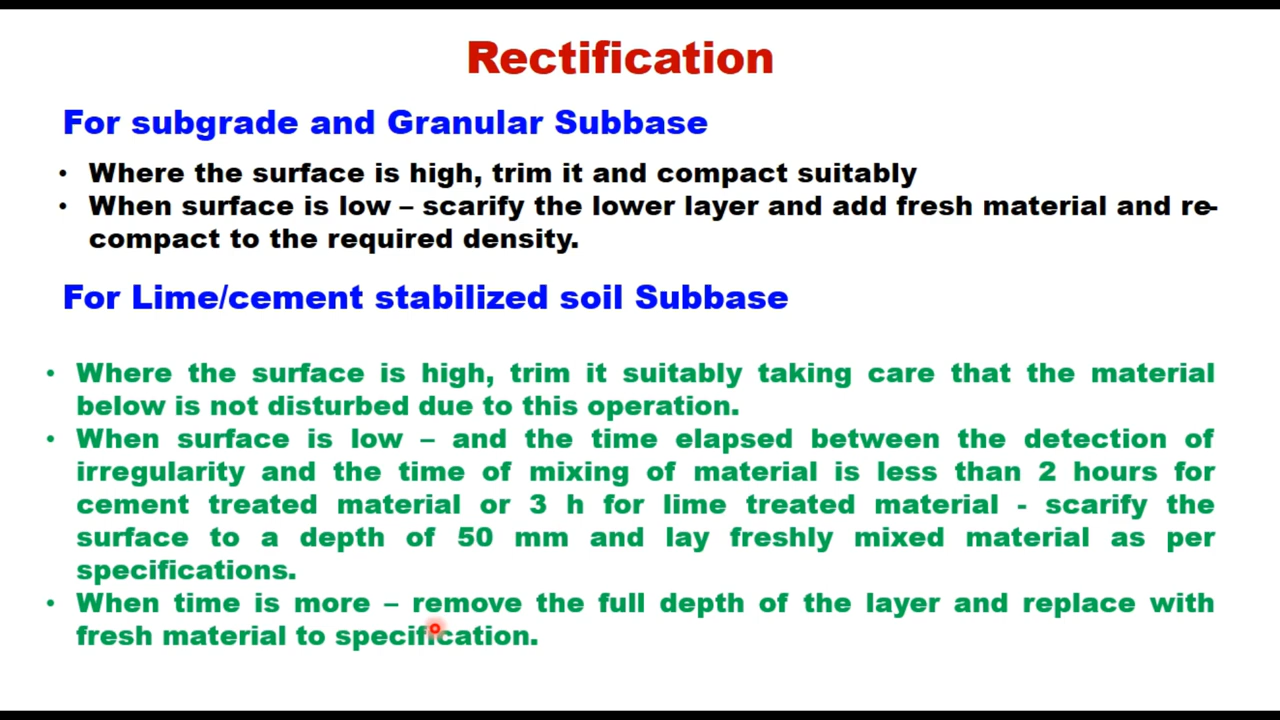 Rectification
For subgrade and Granular Subbase
• Where the surface is high, trim it and compact suitably
• When surface is low – scarify the lower layer and add fresh material and re-
compact to the required density.
For Lime/cement stabilized soil Subbase
• Where the surface is high, trim it suitably taking care that the material
below is not disturbed due to this operation.
• When surface is low – and the time elapsed between the detection of
irregularity and the time of mixing of material is less than 2 hours for
cement treated material or 3 h for lime treated material - scarify the
surface to a depth of 50 mm and lay freshly mixed material as per
specifications.
• When time is more – remove the full depth of the layer and replace with
fresh material to specification.